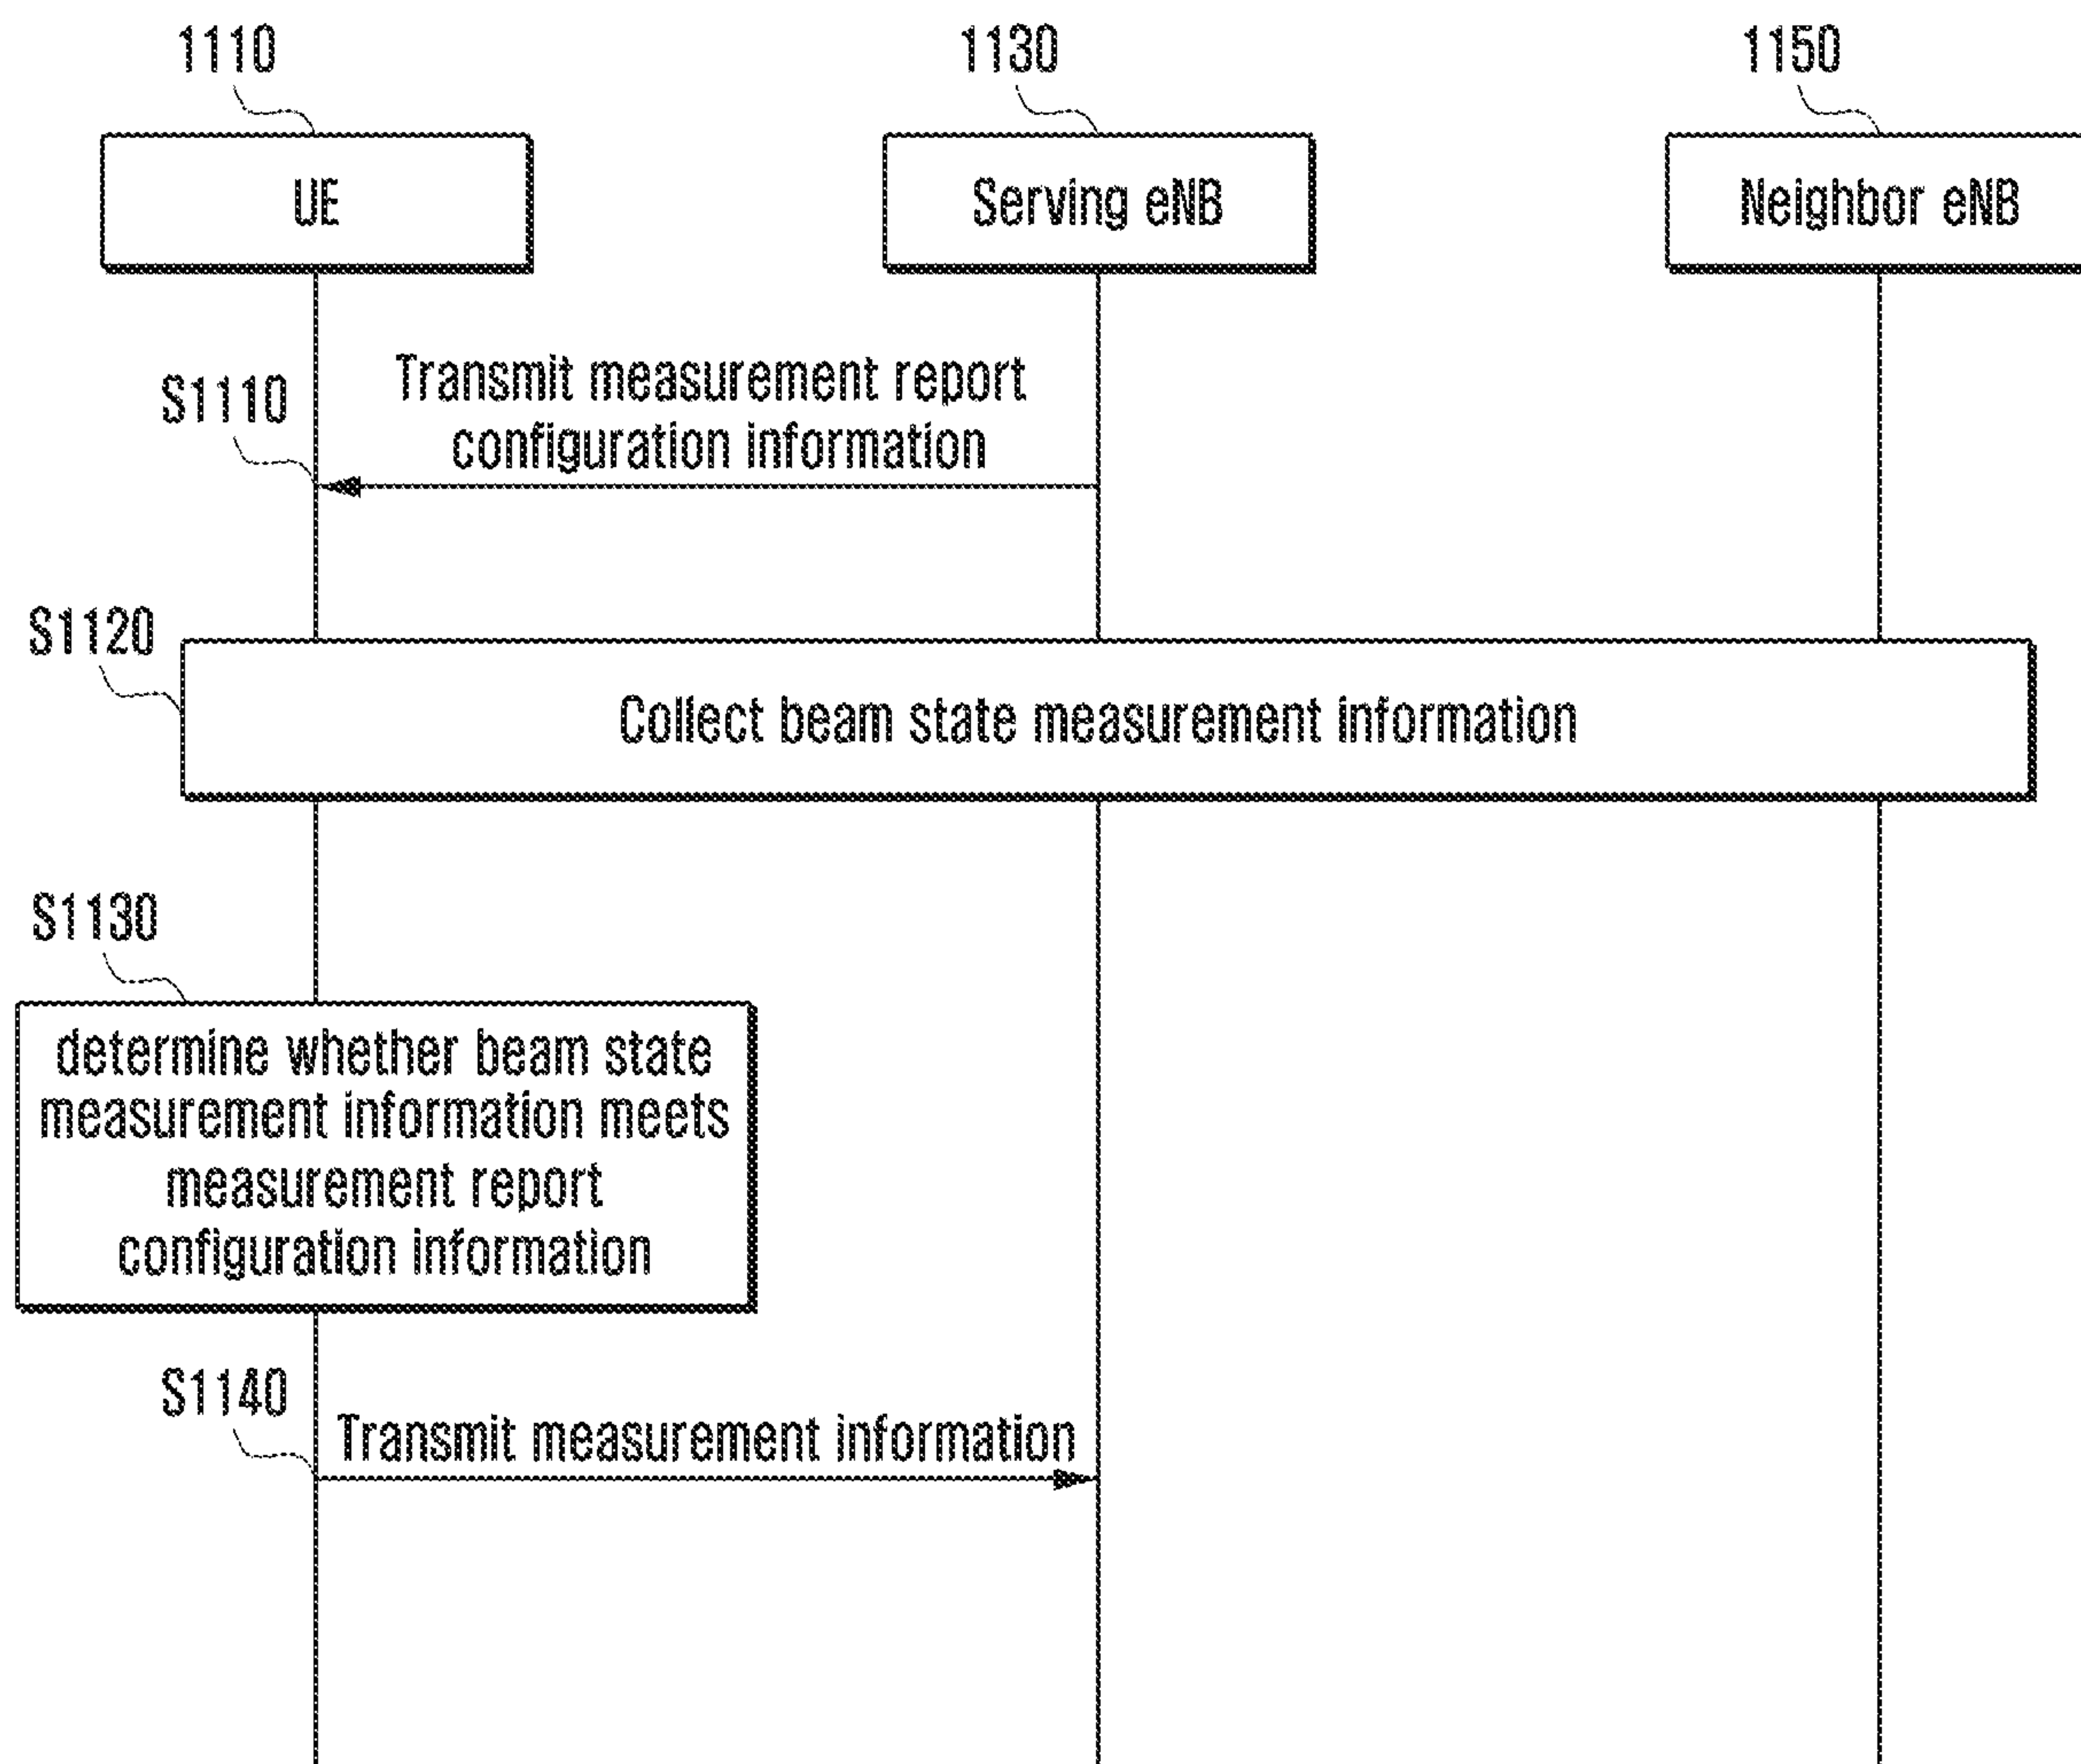 1110
1130
1150
UE
Serving eNB
Neighbor eNB
S1110
Transmit measurement report
configuration information
S1120
Collect beam state measurement information
S1130
determine whether beam state
measurement information meets
measurement report
configuration information
S1140
Transmit measurement information